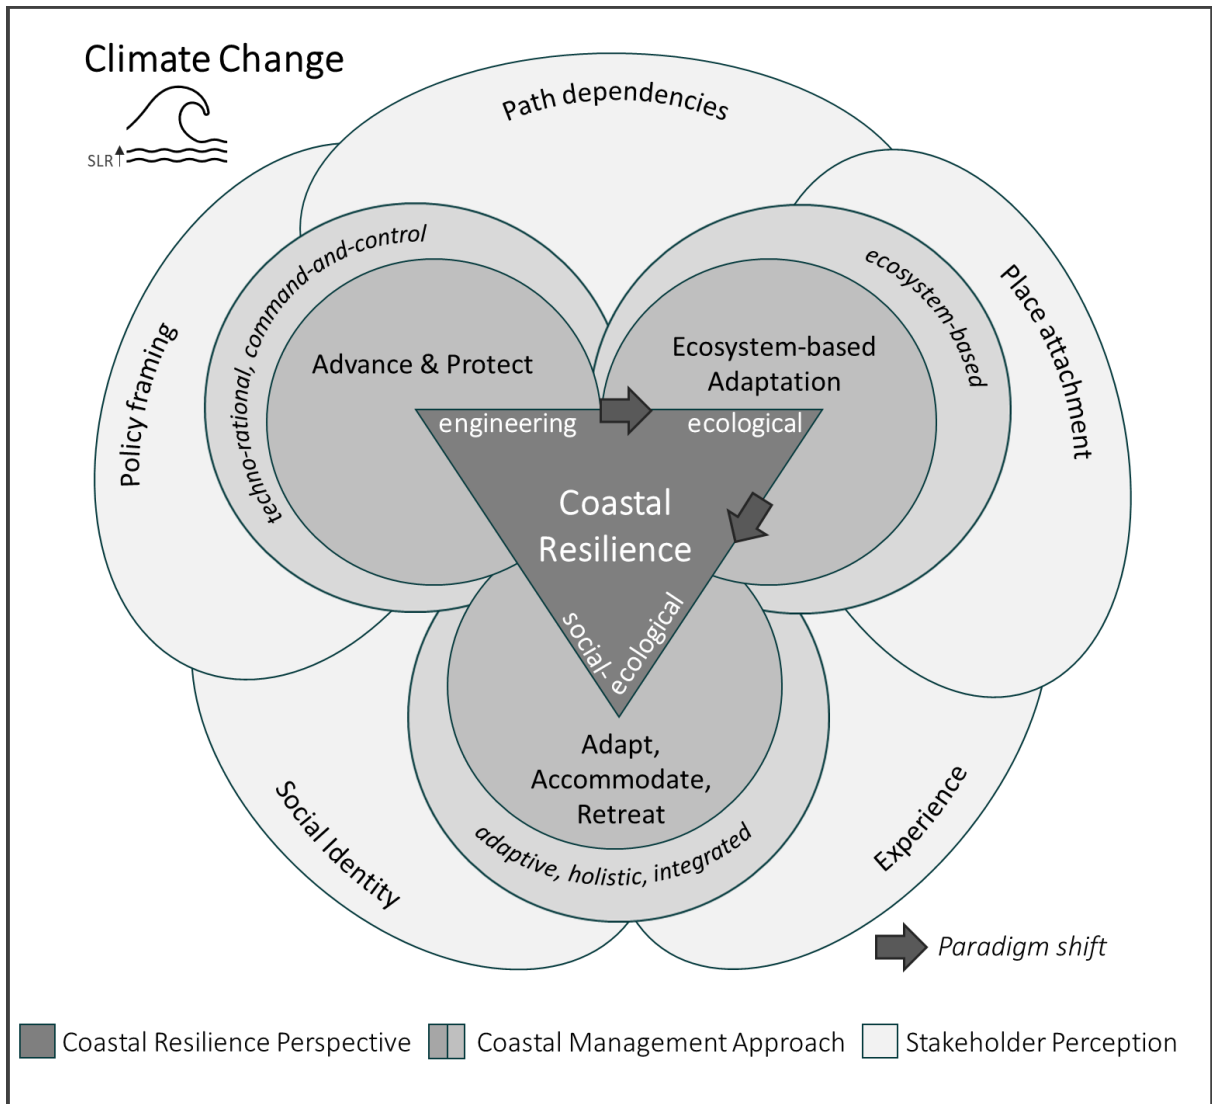 Climate Change
SLR
Path dependencies
Policy framing
techno-rational, command-and-control
ecosystem-based
Place attachment
Advance & Protect
Ecosystem-based
Adaptation
engineering
ecological
Coastal
Resilience
social-
ecological
Adapt,
Accommodate,
Retreat
adaptive, holistic, integrated
Social Identity
Experience
Paradigm shift
Coastal Resilience Perspective
Coastal Management Approach
Stakeholder Perception